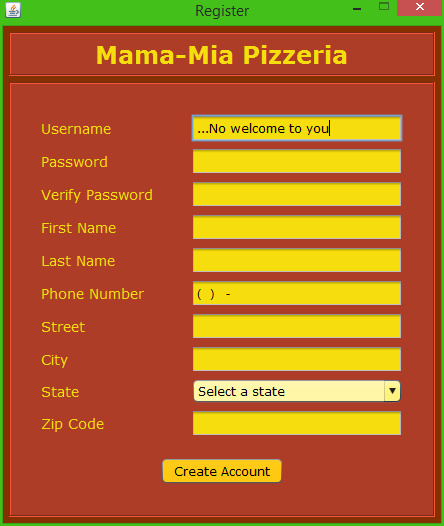 Register
Mama-Mia Pizzeria
Username ...No welcome to you
Password
Verify Password
First Name
Last Name
Phone Number ( ) -
Street
City
State Select a state
Zip Code
Create Account